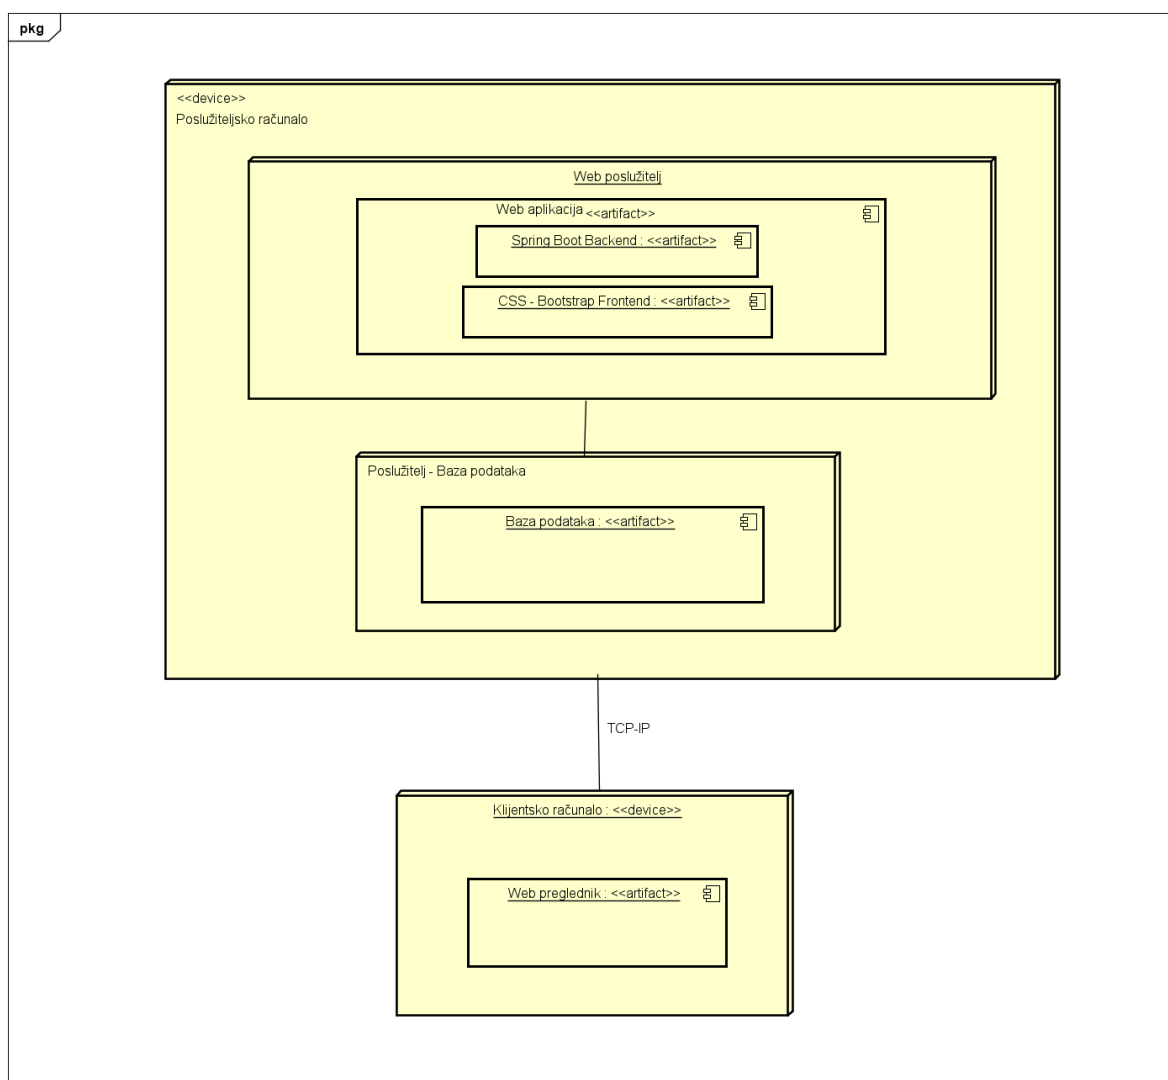 pkg
<<device>>
Poslužiteljsko računalo
Web poslužitelj
Web aplikacija <<artifact>>
Spring Boot Backend : <<artifact>>
CSS - Bootstrap Frontend : <<artifact>>
Poslužitelj - Baza podataka
Baza podataka : <<artifact>>
TCP-IP
Klijentsko računalo : <<device>>
Web preglednik : <<artifact>>